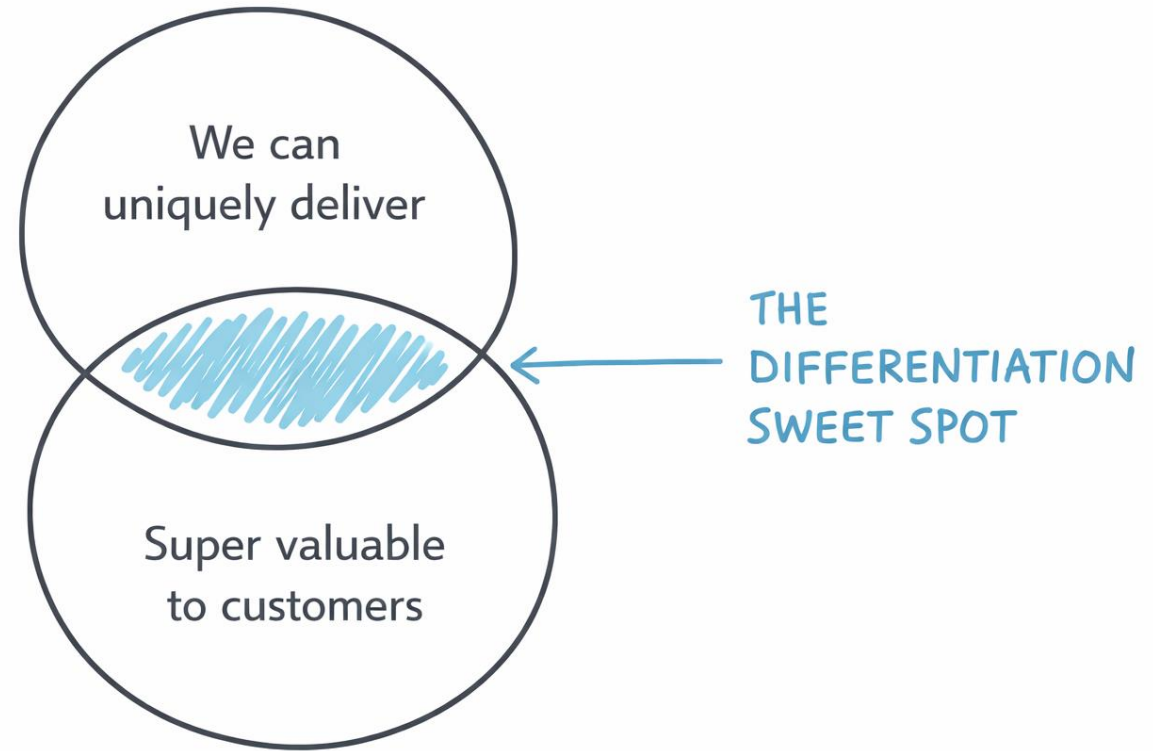 We can
uniquely deliver
THE
DIFFERENTIATION
SWEET SPOT
Super valuable
to customers